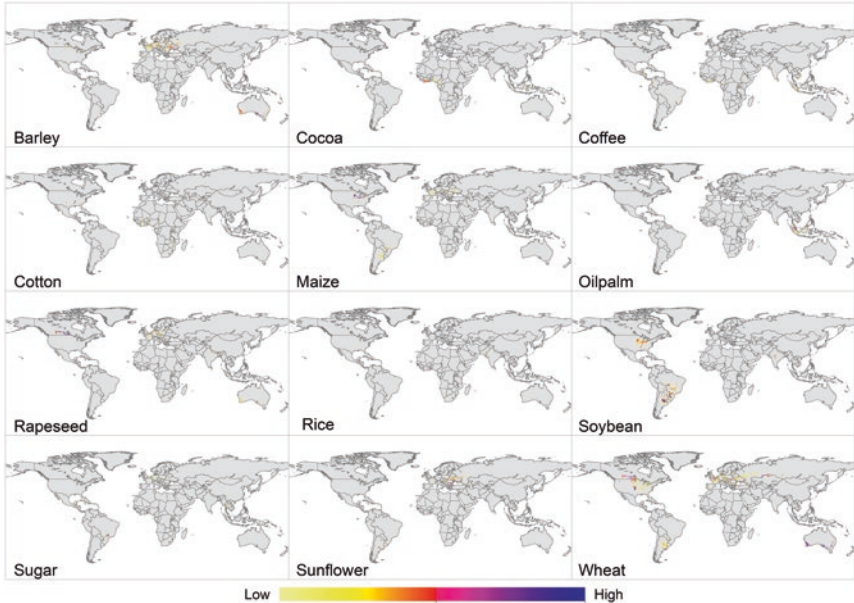 Barley
Cocoa
Coffee
Cotton
Maize
Oilpalm
Rapeseed
Rice
Soybean
Sugar
Sunflower
Wheat
Low
High